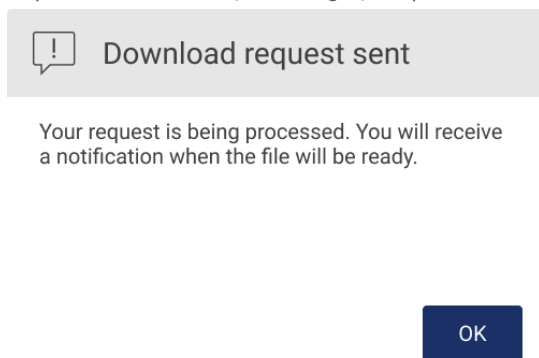 !
Download request sent
Your request is being processed. You will receive
a notification when the file will be ready.
OK